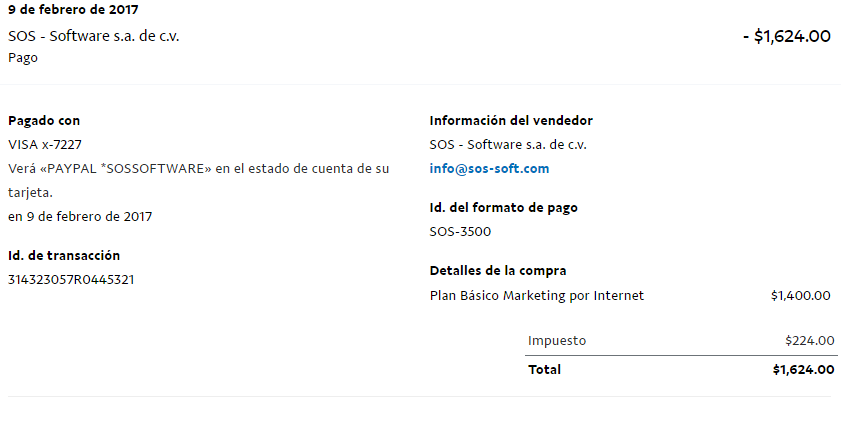 9 de febrero de 2017
SOS - Software s.a. de c.v.
- $1,624.00
Pago
Pagado con
VISA x-7227
Verá «PAYPAL *SOSSOFTWARE» en el estado de cuenta de su
tarjeta.
en 9 de febrero de 2017
Id. de transacción
314323057R0445321
Información del vendedor
SOS - Software s.a. de c.v.
info@sos-soft.com
Id. del formato de pago
SOS-3500
Detalles de la compra
Plan Básico Marketing por Internet $1,400.00
Impuesto $224.00
Total $1,624.00